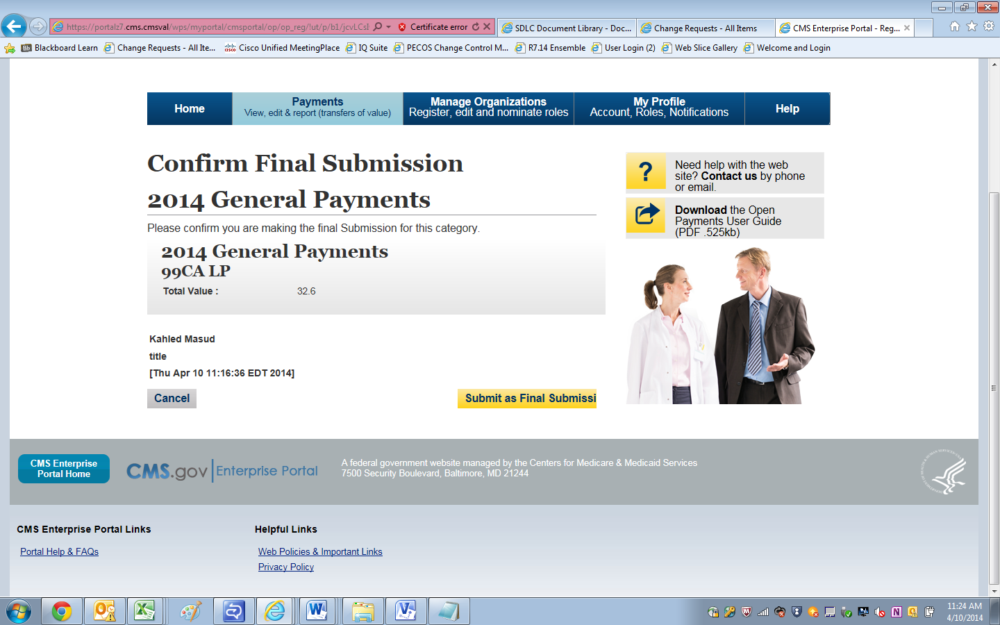 https://portalz7.cms.cmsval/wps/myportal/cmsportal/op/op_reg/!ut/p/b1/jcvLCsI
Certificate error
SDLC Document Library - Doc...
Change Requests - All Items
CMS Enterprise Portal - Reg...
Bb Blackboard Learn
Change Requests - All Ite...
Cisco Unified MeetingPlace
IQ Suite
PECOS Change Control M...
R7.14 Ensemble
User Login (2)
Web Slice Gallery
Welcome and Login
Home
Payments
View, edit & report (transfers of value)
Manage Organizations
Register, edit and nominate roles
My Profile
Account, Roles, Notifications
Help
Confirm Final Submission
2014 General Payments
Please confirm you are making the final Submission for this category.
2014 General Payments
99CA LP
Total Value : 32.6
Kahled Masud
title
[Thu Apr 10 11:16:36 EDT 2014]
Cancel
Submit as Final Submissi
?
Need help with the web
site? Contact us by phone
or email.
Download the Open
Payments User Guide
(PDF .525kb)
CMS Enterprise
Portal Home
CMS.gov Enterprise Portal
A federal government website managed by the Centers for Medicare & Medicaid Services
7500 Security Boulevard, Baltimore, MD 21244
CMS Enterprise Portal Links
Portal Help & FAQs
Helpful Links
Web Policies & Important Links
Privacy Policy
11:24 AM
4/10/2014